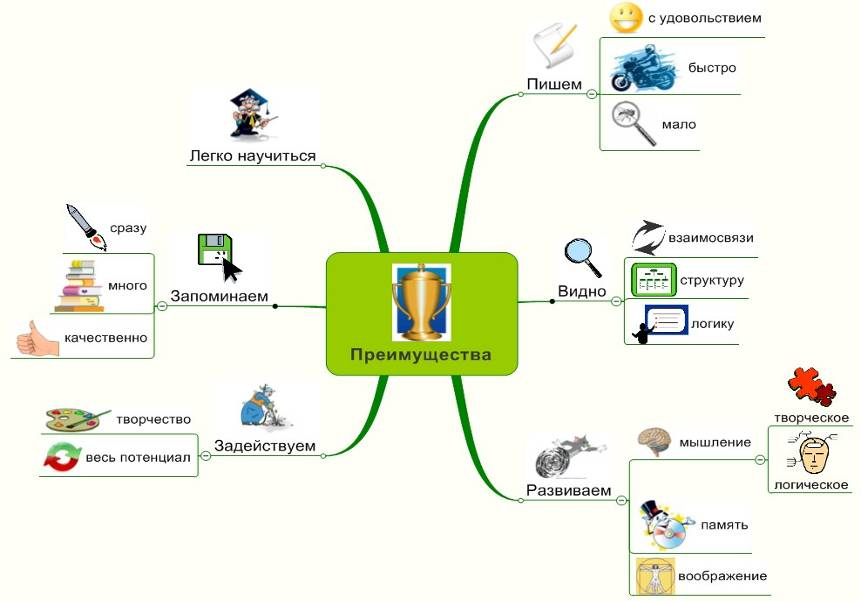 Преимущества
Пишем
с удовольствием
быстро
мало
Видно
взаимосвязи
структуру
логику
Развиваем
мышление
творческое
логическое
память
воображение
Задействуем
творчество
весь потенциал
Запоминаем
сразу
много
качественно
Легко научиться